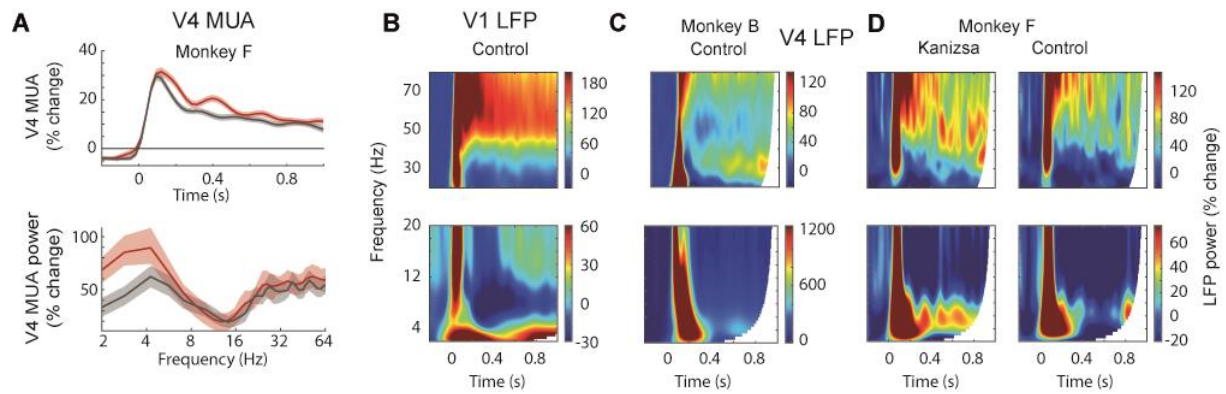 A
V4 MUA
Monkey F
V4 MUA
(% change)
40
20
0
0
0.4
0.8
Time (s)
V4 MUA power
(% change)
100
50
2
4
8
16
32
64
Frequency (Hz)
B
V1 LFP
Control
Frequency (Hz)
70
50
30
180
120
60
0
20
12
4
60
30
0
-30
0
0.4
0.8
Time (s)
C
Monkey B
Control
V4 LFP
120
80
40
0
1200
600
0
0
0.4
0.8
Time (s)
D
Monkey F
Kanizsa
Control
120
80
40
0
60
40
20
0
-20
LFP power (% change)
0
0.4
0.8
Time (s)
0
0.4
0.8
Time (s)